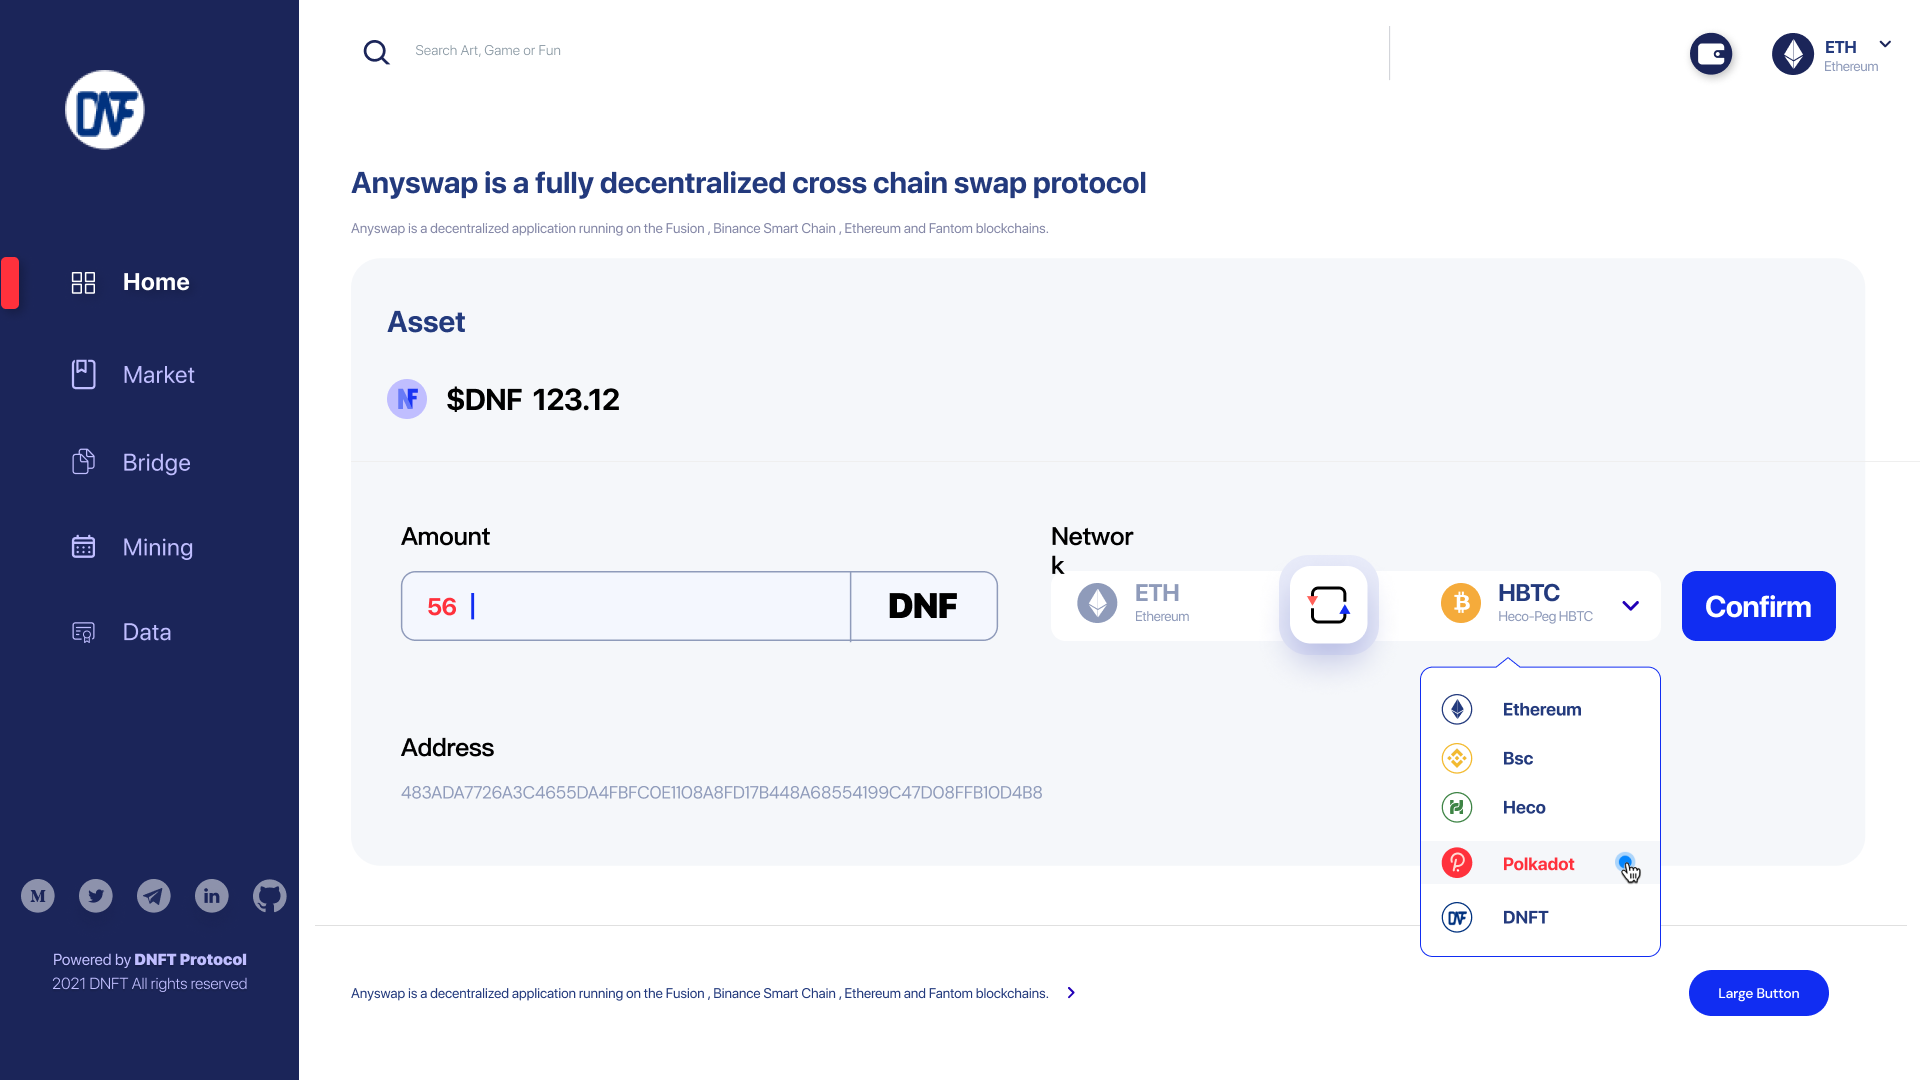 DNF
Search Art, Game or Fun
ETH
Ethereum
Anyswap is a fully decentralized cross chain swap protocol
Anyswap is a decentralized application running on the Fusion , Binance Smart Chain , Ethereum and Fantom blockchains.
Home
Market
Bridge
Mining
Data
Asset
NF
$DNF 123.12
Amount
56
DNF
Networ
k
ETH
Ethereum
HBTC
Heco-Peg HBTC
Confirm
Ethereum
Bsc
Heco
Polkadot
DNF
DNFT
Address
483ADA7726A3C4655DA4FBFC0E1108A8FD17B448A68554199C47D08FFB10D4B8
M
in
Powered by DNFT Protocol
2021 DNFT All rights reserved
Anyswap is a decentralized application running on the Fusion , Binance Smart Chain , Ethereum and Fantom blockchains.
Large Button